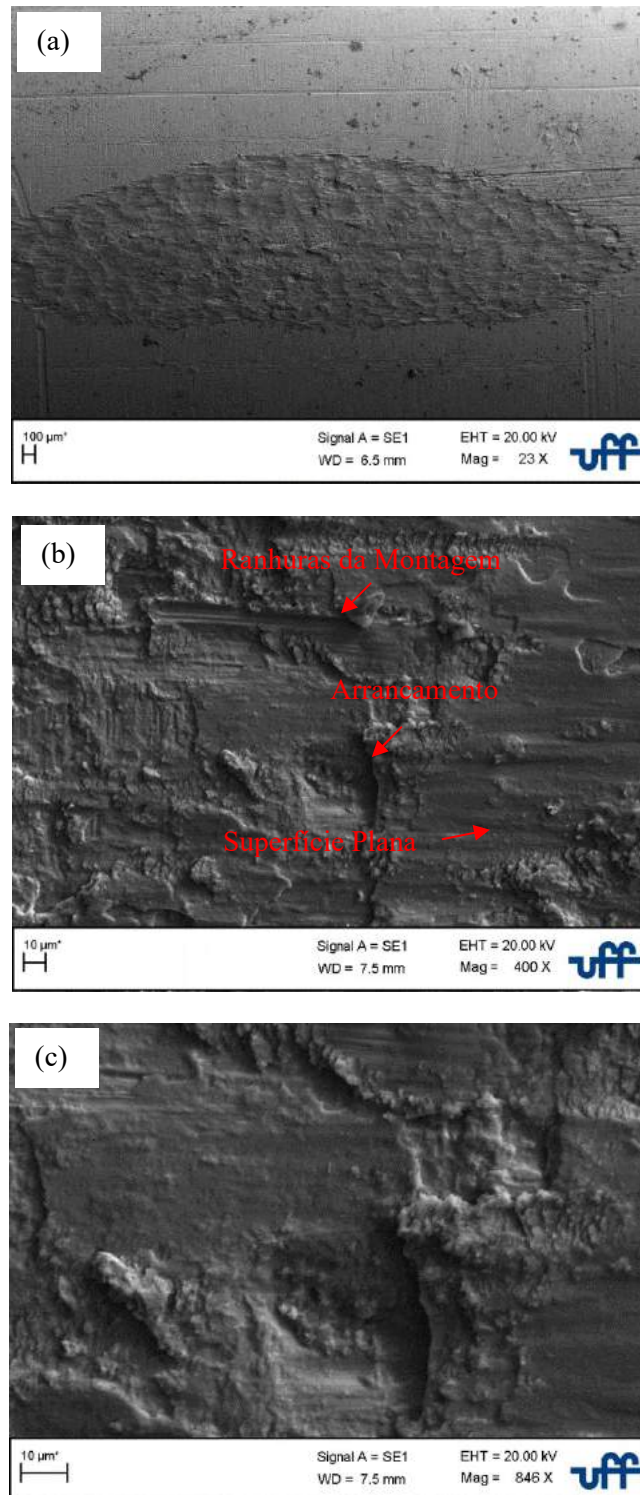 (a)
100 µm*
Signal A = SE1
EHT = 20.00 kV
WD = 6.5 mm
Mag = 23 X
uff
(b)
Ranhuras da Montagem
Arrancamento
Superfície Plana
10 µm*
Signal A = SE1
EHT = 20.00 kV
WD = 7.5 mm
Mag = 400 X
uff
(c)
10 µm*
Signal A = SE1
EHT = 20.00 kV
WD = 7.5 mm
Mag = 846 X
uff